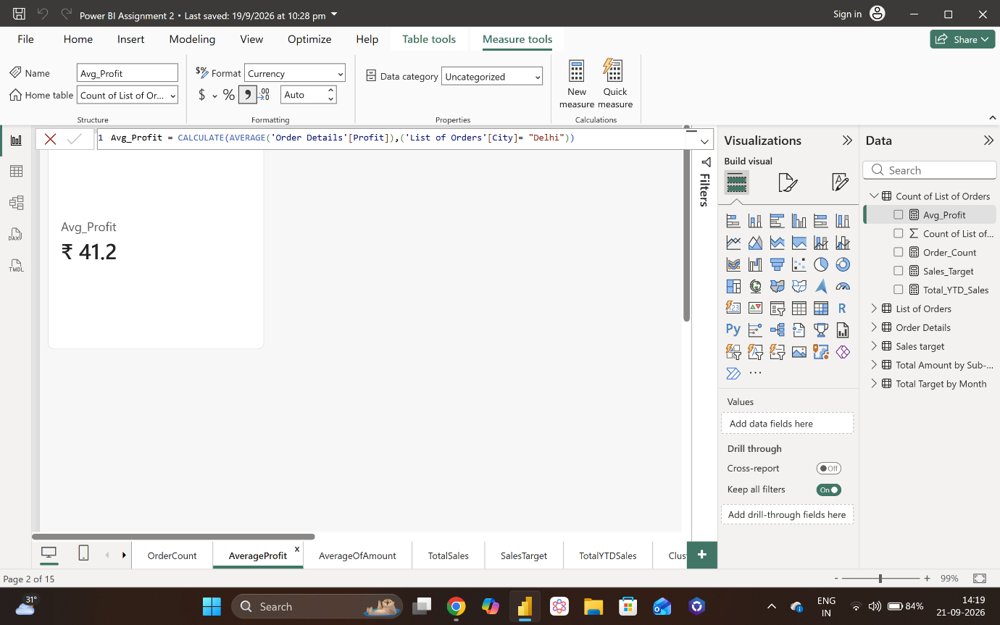 Power BI Assignment 2 • Last saved: 19/9/2026 at 10:28 pm
Sign in
File Home Insert Modeling View Optimize Help Table tools Measure tools
Share
Name Avg_Profit
Home table Count of List of Or...
Structure
Format Currency
$ % 9 .00 →0 Auto
Formatting
Data category Uncategorized
Properties
New measure
Quick measure
Calculations
1 Avg_Profit = CALCULATE(AVERAGE('Order Details'[Profit]),('List of Orders'[City]= "Delhi"))
DAX
TMDL
Avg_Profit
₹ 41.2
Filters
Visualizations
Build visual
123
R
Py
...
Values
Add data fields here
Drill through
Cross-report Off
Keep all filters On
Add drill-through fields here
Data
Search
Count of List of Orders
Avg_Profit
Σ Count of List of...
Order_Count
Sales_Target
Total_YTD_Sales
List of Orders
Order Details
Sales target
Total Amount by Sub-...
Total Target by Month
OrderCount AverageProfit x AverageOfAmount TotalSales SalesTarget TotalYTDSales Clus +
Page 2 of 15
- + 99%
31°
Search
ENG
IN
84%
14:19
21-09-2026